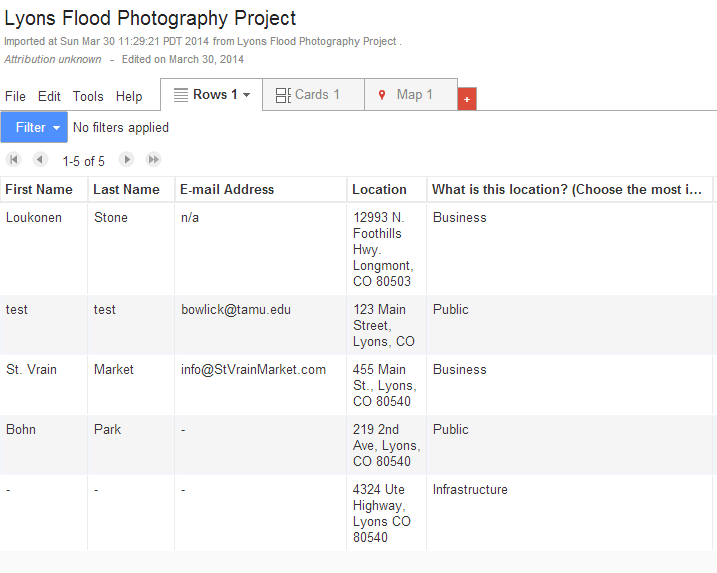 Lyons Flood Photography Project
Imported at Sun Mar 30 11:29:21 PDT 2014 from Lyons Flood Photography Project .
Attribution unknown - Edited on March 30, 2014
File Edit Tools Help Rows 1 Cards 1 Map 1 +
Filter No filters applied
1-5 of 5
First Name Last Name E-mail Address Location What is this location? (Choose the most i...
Loukonen Stone n/a 12993 N. Business
Foothills
Hwy.
Longmont,
CO 80503
test test bowlick@tamu.edu 123 Main Public
Street,
Lyons, CO
St. Vrain Market info@StVrainMarket.com 455 Main Business
St., Lyons,
CO 80540
Bohn Park - 219 2nd Public
Ave, Lyons,
CO 80540
- - - 4324 Ute Infrastructure
Highway,
Lyons CO
80540